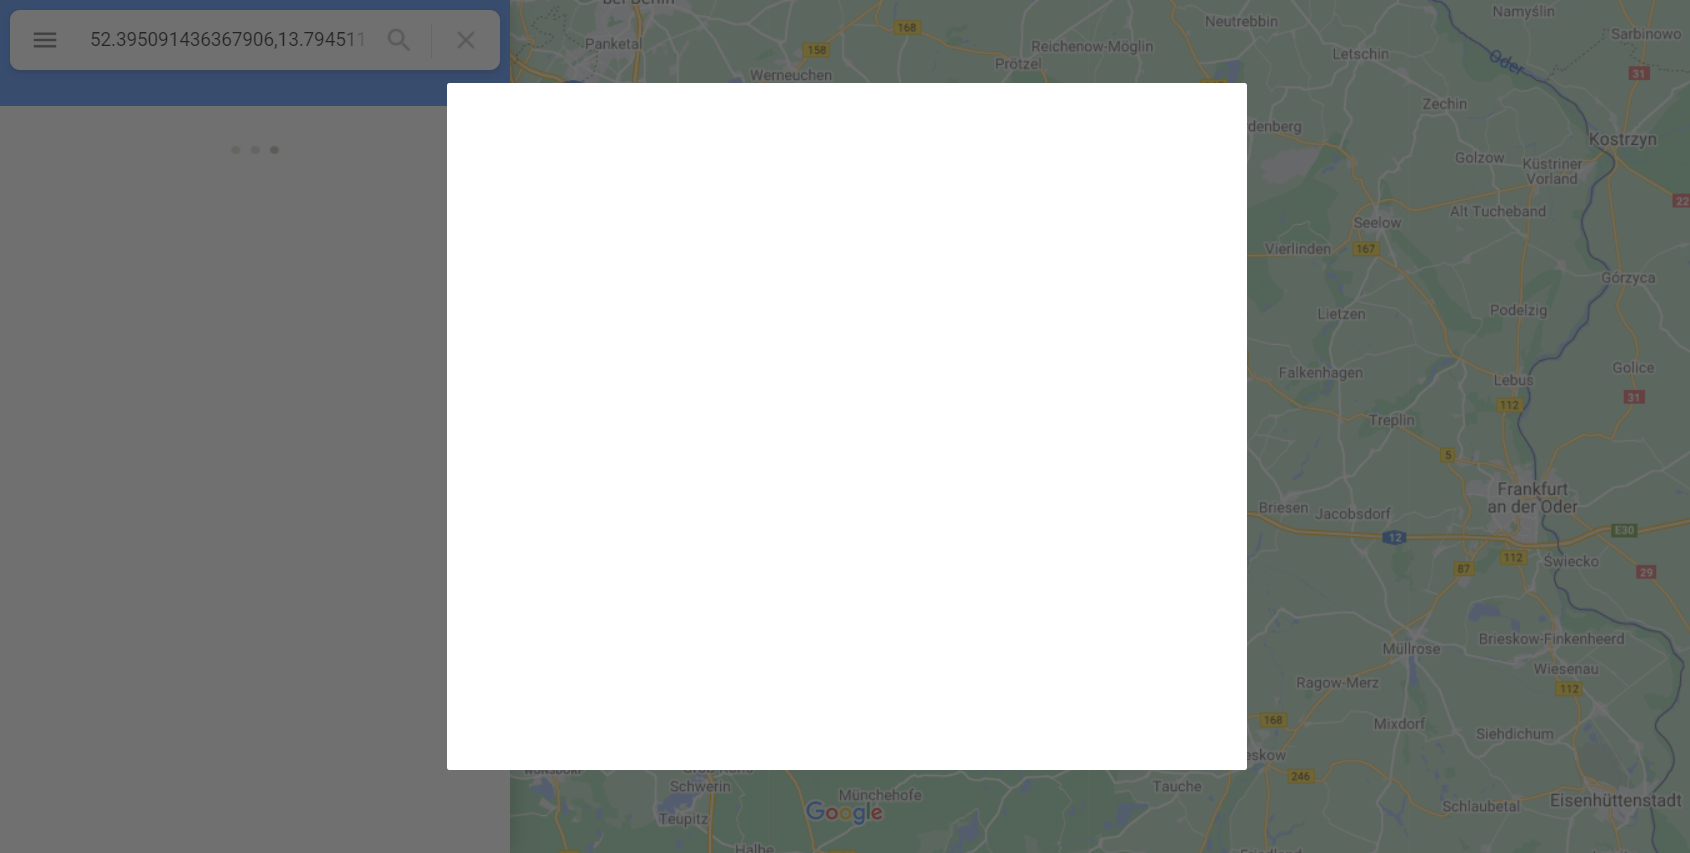 bei Berlin
52.395091436367906,13.794511
Panketal
158
168
Werneuchen
Reichenow-Möglin
Prötzel
Neutrebbin
Letschin
Namyślin
Sarbinowo
Oder
31
Zechin
denberg
Kostrzyn
Golzow
Küstriner
Vorland
22
Alt Tucheband
Seelow
Vierlinden
167
Górzyca
Lietzen
Podelzig
Falkenhagen
Golice
Lebus
31
112
Treplin
5
Frankfurt
an der Oder
Briesen
Jacobsdorf
E30
12
112
Świecko
87
29
Brieskow-Finkenheerd
Müllrose
Wiesenau
Ragow-Merz
112
168
Mixdorf
Siehdichum
eskow
246
Schwerin
Münchehofe
Tauche
Google
Schlaubetal
Eisenhüttenstadt
Teupitz
Halbe